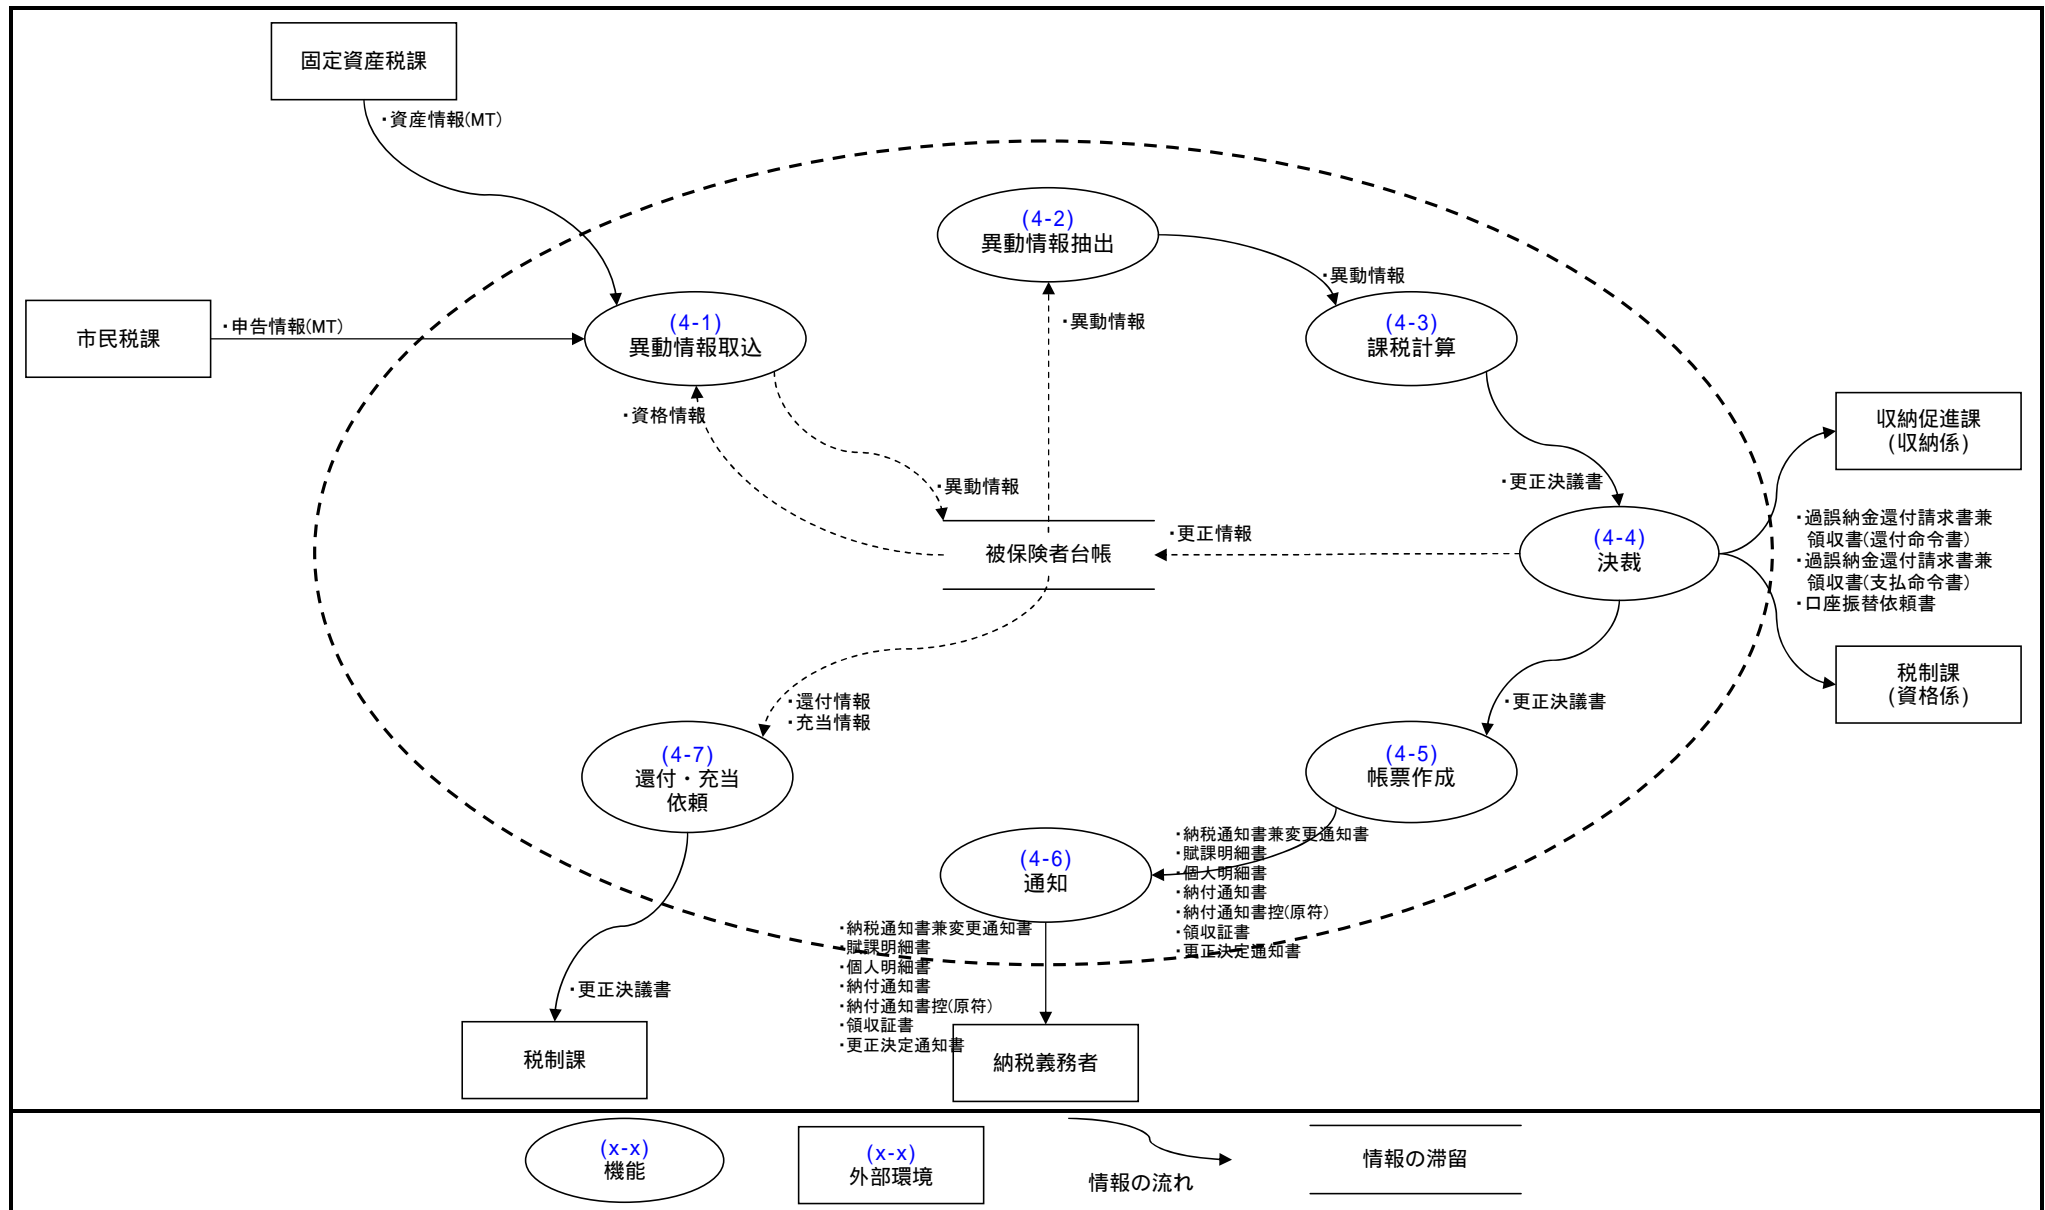 固定資産税課
・資産情報(MT)
(4-2)
異動情報抽出
・異動情報
市民税課
・申告情報(MT)
(4-1)
異動情報取込
・異動情報
(4-3)
課税計算
・資格情報
・異動情報
・更正決議書
収納促進課
(収納係)
被保険者台帳
・更正情報
(4-4)
決裁
・過誤納金還付請求書兼
領収書(還付命令書)
・過誤納金還付請求書兼
領収書(支払命令書)
・口座振替依頼書
税制課
(資格係)
・還付情報
・充当情報
・更正決議書
(4-7)
還付・充当
依頼
(4-5)
帳票作成
・納税通知書兼変更通知書
・賦課明細書
・個人明細書
・納付通知書
・納付通知書控(原符)
・領収証書
・更正決定通知書
(4-6)
通知
・納税通知書兼変更通知書
・賦課明細書
・個人明細書
・納付通知書
・納付通知書控(原符)
・領収証書
・更正決定通知書
・更正決議書
税制課
納税義務者
(x-x)
機能
(x-x)
外部環境
情報の流れ
情報の滞留